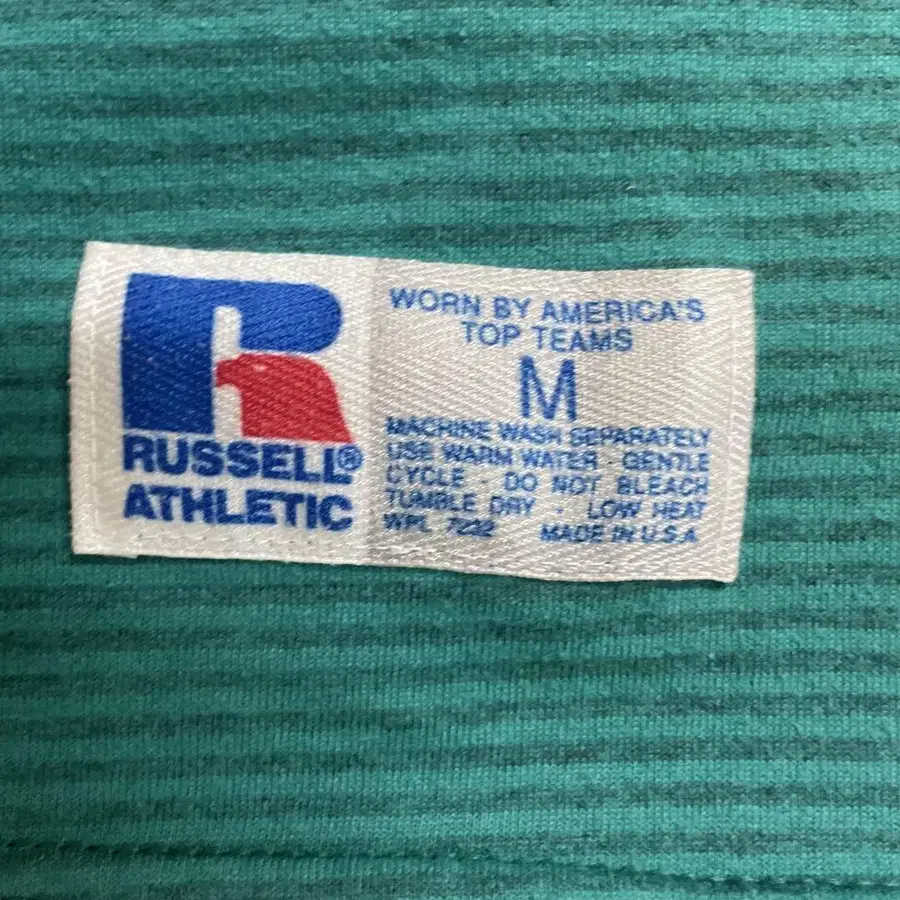 R
RUSSELL®
ATHLETIC
WORN BY AMERICA'S
TOP TEAMS
M
MACHINE WASH SEPARATELY
USE WARM WATER · GENTLE
CYCLE · DO NOT BLEACH
TUMBLE DRY · LOW HEAT
WPL 7232 MADE IN U.S.A